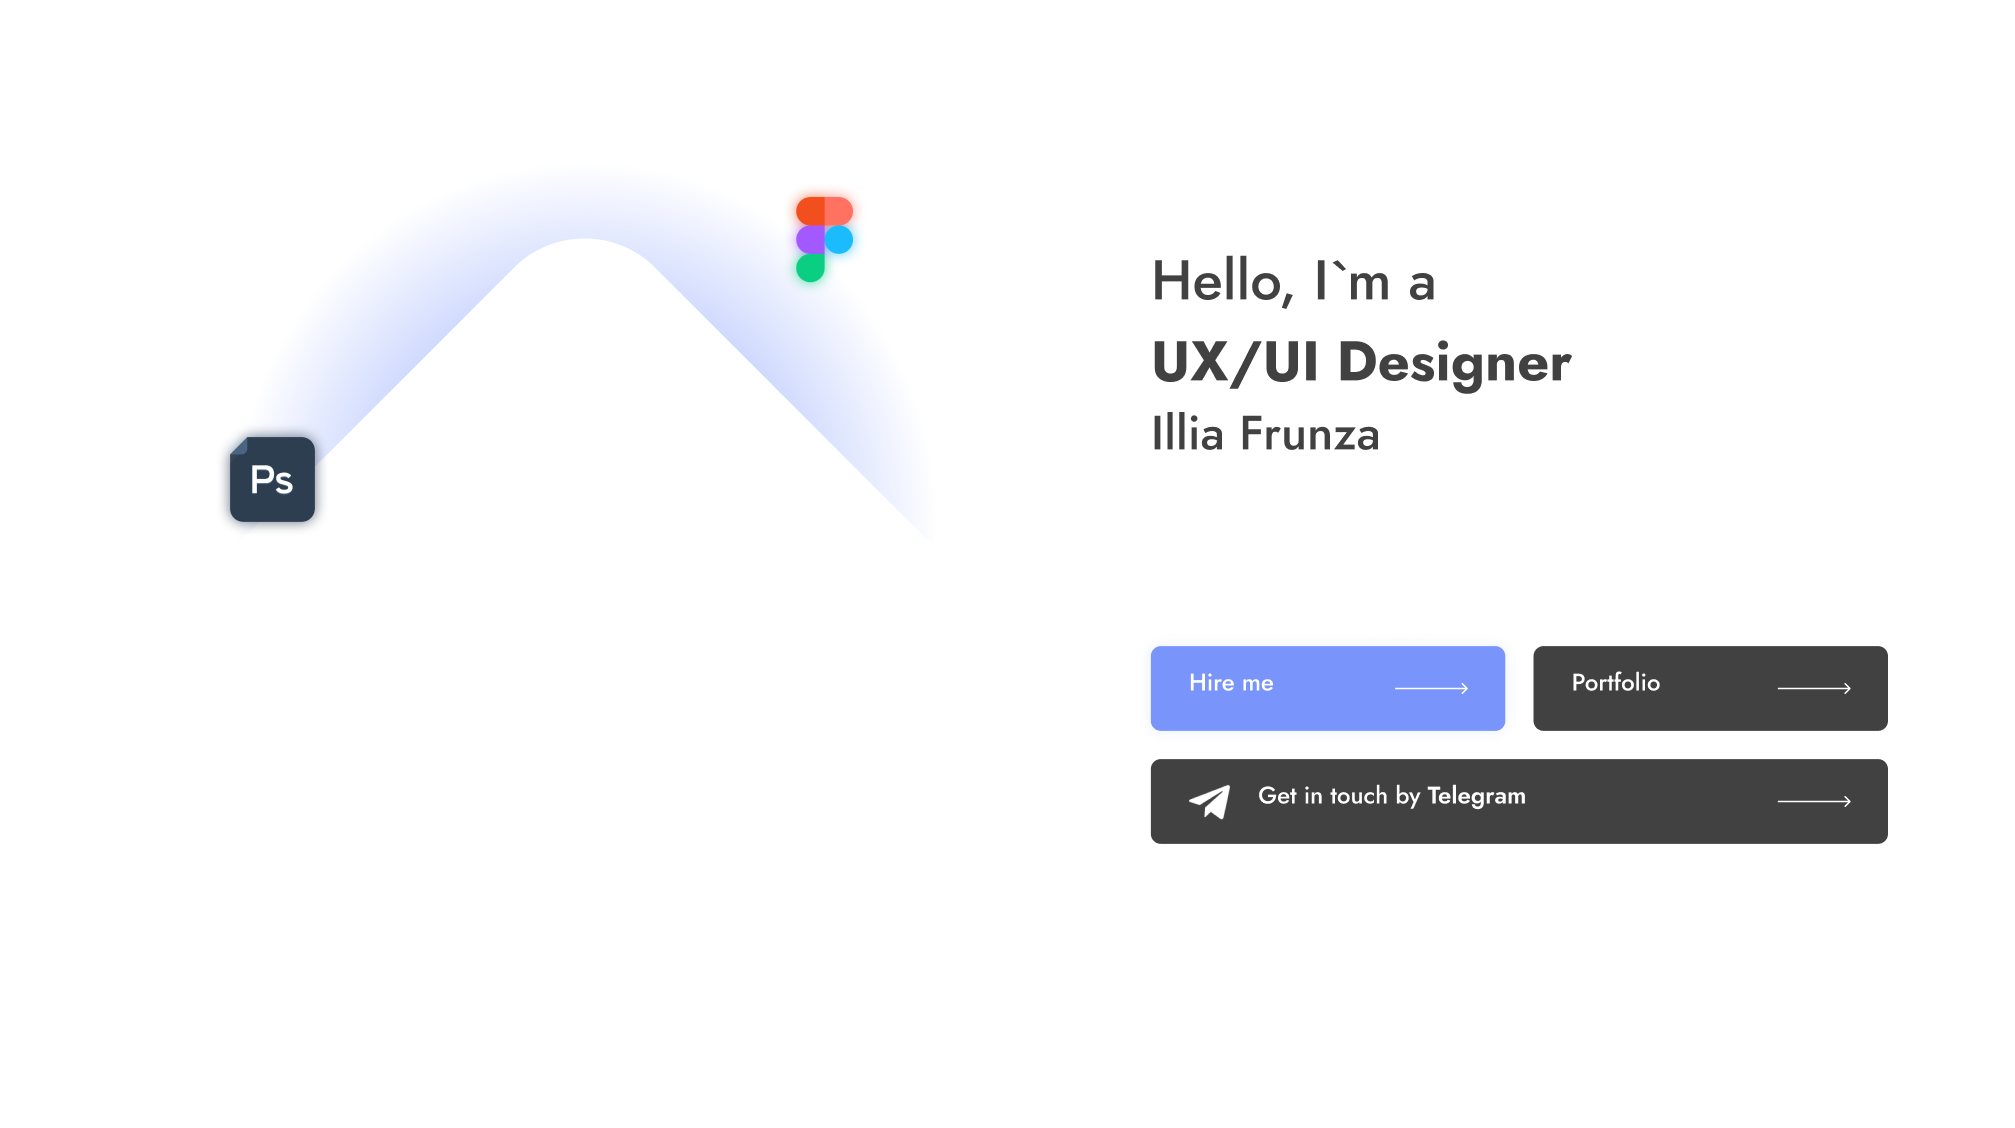 Hello, I`m a
UX/UI Designer
Illia Frunza
Ps
Hire me
Portfolio
Get in touch by Telegram